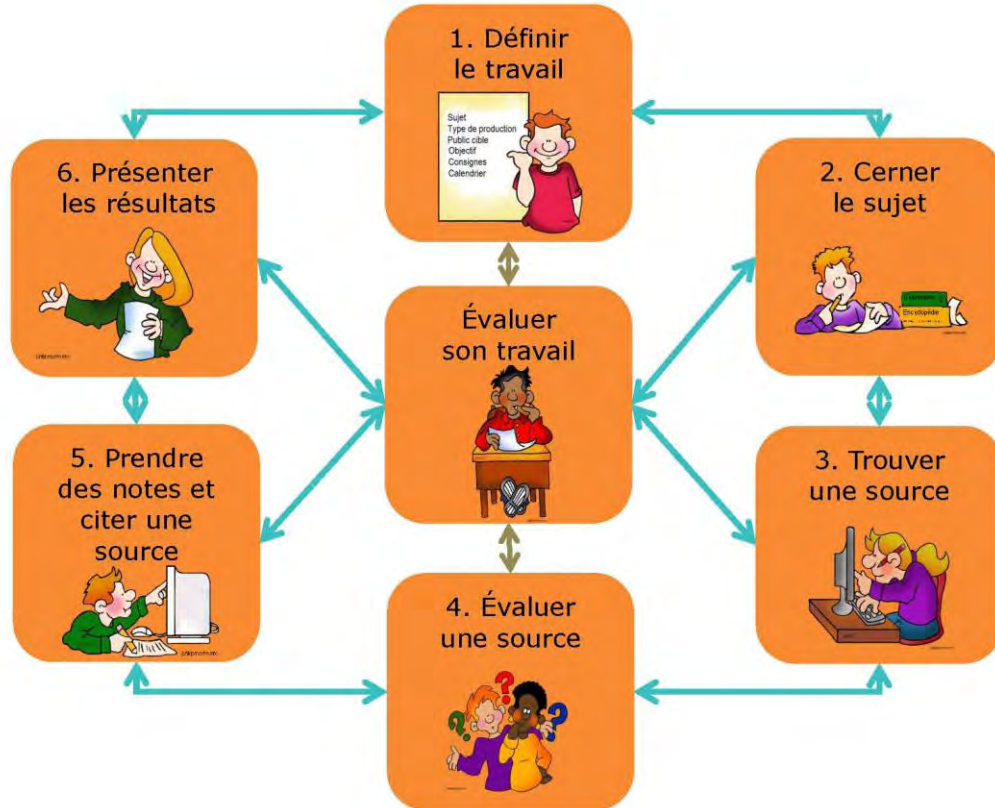 1. Définir
le travail
Sujet
Type de production
Public cible
Objectif
Consignes
Calendrier
6. Présenter
les résultats
2. Cerner
le sujet
Encyclopédie
Évaluer
son travail
5. Prendre
des notes et
citer une
source
3. Trouver
une source
4. Évaluer
une source